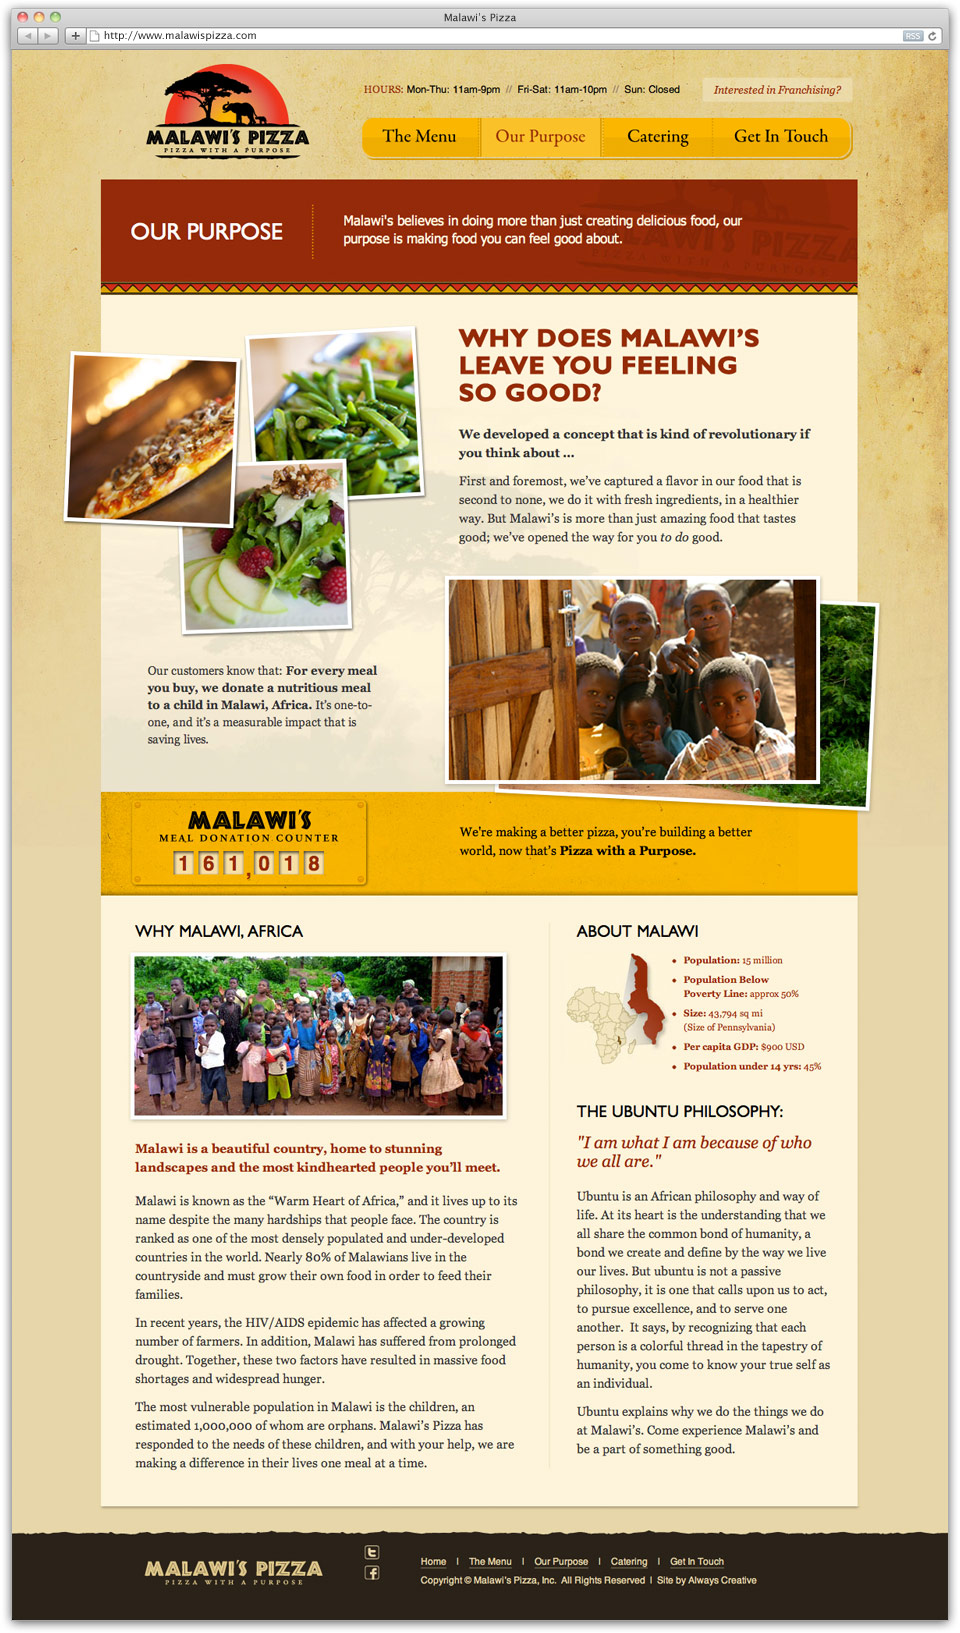 Malawi's Pizza
http://www.malawispizza.com
RSS
MALAWI'S PIZZA
PIZZA WITH A PURPOSE
HOURS: Mon-Thu: 11am-9pm // Fri-Sat: 11am-10pm // Sun: Closed
Interested in Franchising?
The Menu
Our Purpose
Catering
Get In Touch
OUR PURPOSE
Malawi's believes in doing more than just creating delicious food, our
purpose is making food you can feel good about.
MALAWI'S PIZZA
PIZZA WITH A PURPOSE
WHY DOES MALAWI'S
LEAVE YOU FEELING
SO GOOD?
We developed a concept that is kind of revolutionary if
you think about ...
First and foremost, we've captured a flavor in our food that is
second to none, we do it with fresh ingredients, in a healthier
way. But Malawi's is more than just amazing food that tastes
good; we've opened the way for you to do good.
Our customers know that: For every meal
you buy, we donate a nutritious meal
to a child in Malawi, Africa. It's one-to-
one, and it's a measurable impact that is
saving lives.
MALAWI'S
MEAL DONATION COUNTER
161,018
We're making a better pizza, you're building a better
world, now that's Pizza with a Purpose.
WHY MALAWI, AFRICA
Malawi is a beautiful country, home to stunning
landscapes and the most kindhearted people you'll meet.
Malawi is known as the “Warm Heart of Africa,” and it lives up to its
name despite the many hardships that people face. The country is
ranked as one of the most densely populated and under-developed
countries in the world. Nearly 80% of Malawians live in the
countryside and must grow their own food in order to feed their
families.
In recent years, the HIV/AIDS epidemic has affected a growing
number of farmers. In addition, Malawi has suffered from prolonged
drought. Together, these two factors have resulted in massive food
shortages and widespread hunger.
The most vulnerable population in Malawi is the children, an
estimated 1,000,000 of whom are orphans. Malawi's Pizza has
responded to the needs of these children, and with your help, we are
making a difference in their lives one meal at a time.
ABOUT MALAWI
• Population: 15 million
• Population Below
Poverty Line: approx 50%
• Size: 43,794 sq mi
(Size of Pennsylvania)
• Per capita GDP: $900 USD
• Population under 14 yrs: 45%
THE UBUNTU PHILOSOPHY:
"I am what I am because of who
we all are."
Ubuntu is an African philosophy and way of
life. At its heart is the understanding that we
all share the common bond of humanity, a
bond we create and define by the way we live
our lives. But ubuntu is not a passive
philosophy, it is one that calls upon us to act,
to pursue excellence, and to serve one
another. It says, by recognizing that each
person is a colorful thread in the tapestry of
humanity, you come to know your true self as
an individual.
Ubuntu explains why we do the things we do
at Malawi's. Come experience Malawi's and
be a part of something good.
MALAWI'S PIZZA
PIZZA WITH A PURPOSE
Home | The Menu | Our Purpose | Catering | Get In Touch
Copyright © Malawi's Pizza, Inc. All Rights Reserved | Site by Always Creative